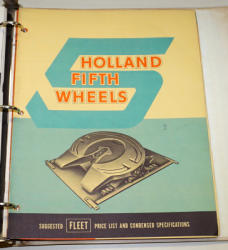 HOLLAND
FIFTH
WHEELS
SUGGESTED FLEET PRICE LIST AND CONDENSED SPECIFICATIONS